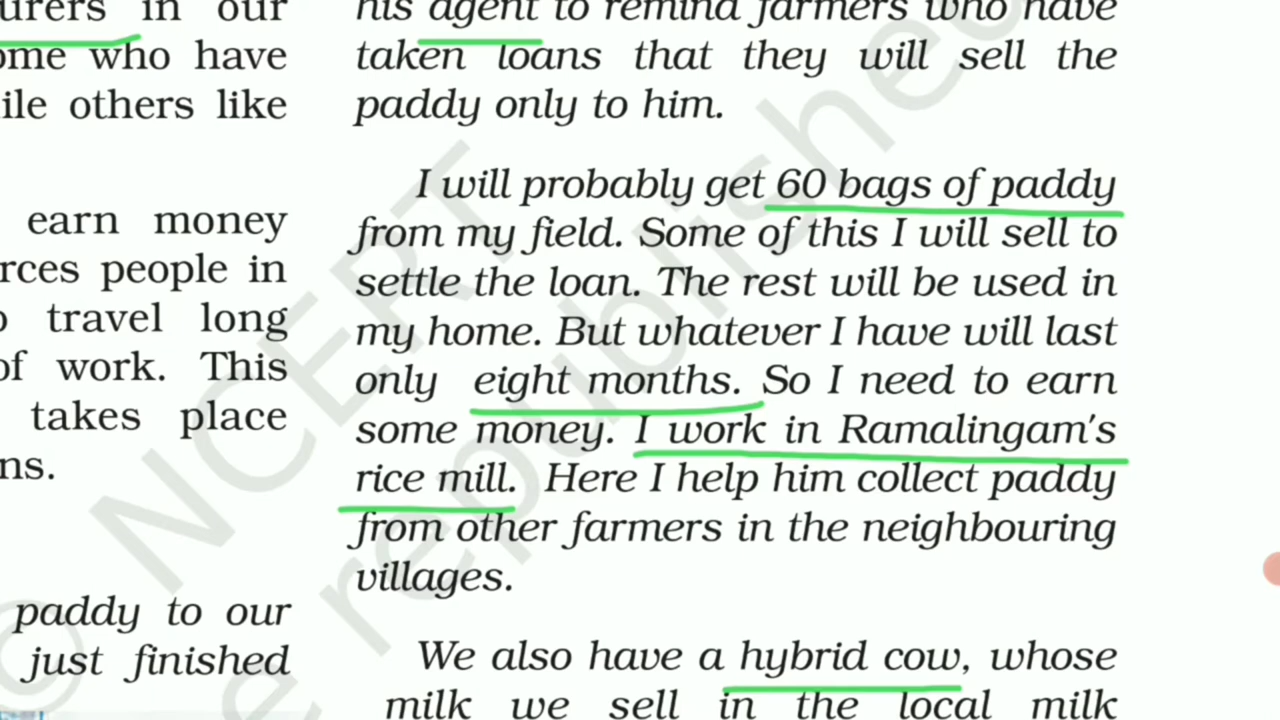 urers in our
ome who have
ile others like
earn money
rces people in
travel long
of work. This
takes place
ns.
paddy to our
just finished
his agent to remind farmers who have
taken loans that they will sell the
paddy only to him.
I will probably get 60 bags of paddy
from my field. Some of this I will sell to
settle the loan. The rest will be used in
my home. But whatever I have will last
only eight months. So I need to earn
some money. I work in Ramalingam's
rice mill. Here I help him collect paddy
from other farmers in the neighbouring
villages.
We also have a hybrid cow, whose
milk we sell in the local milk
© NCERT
e republished